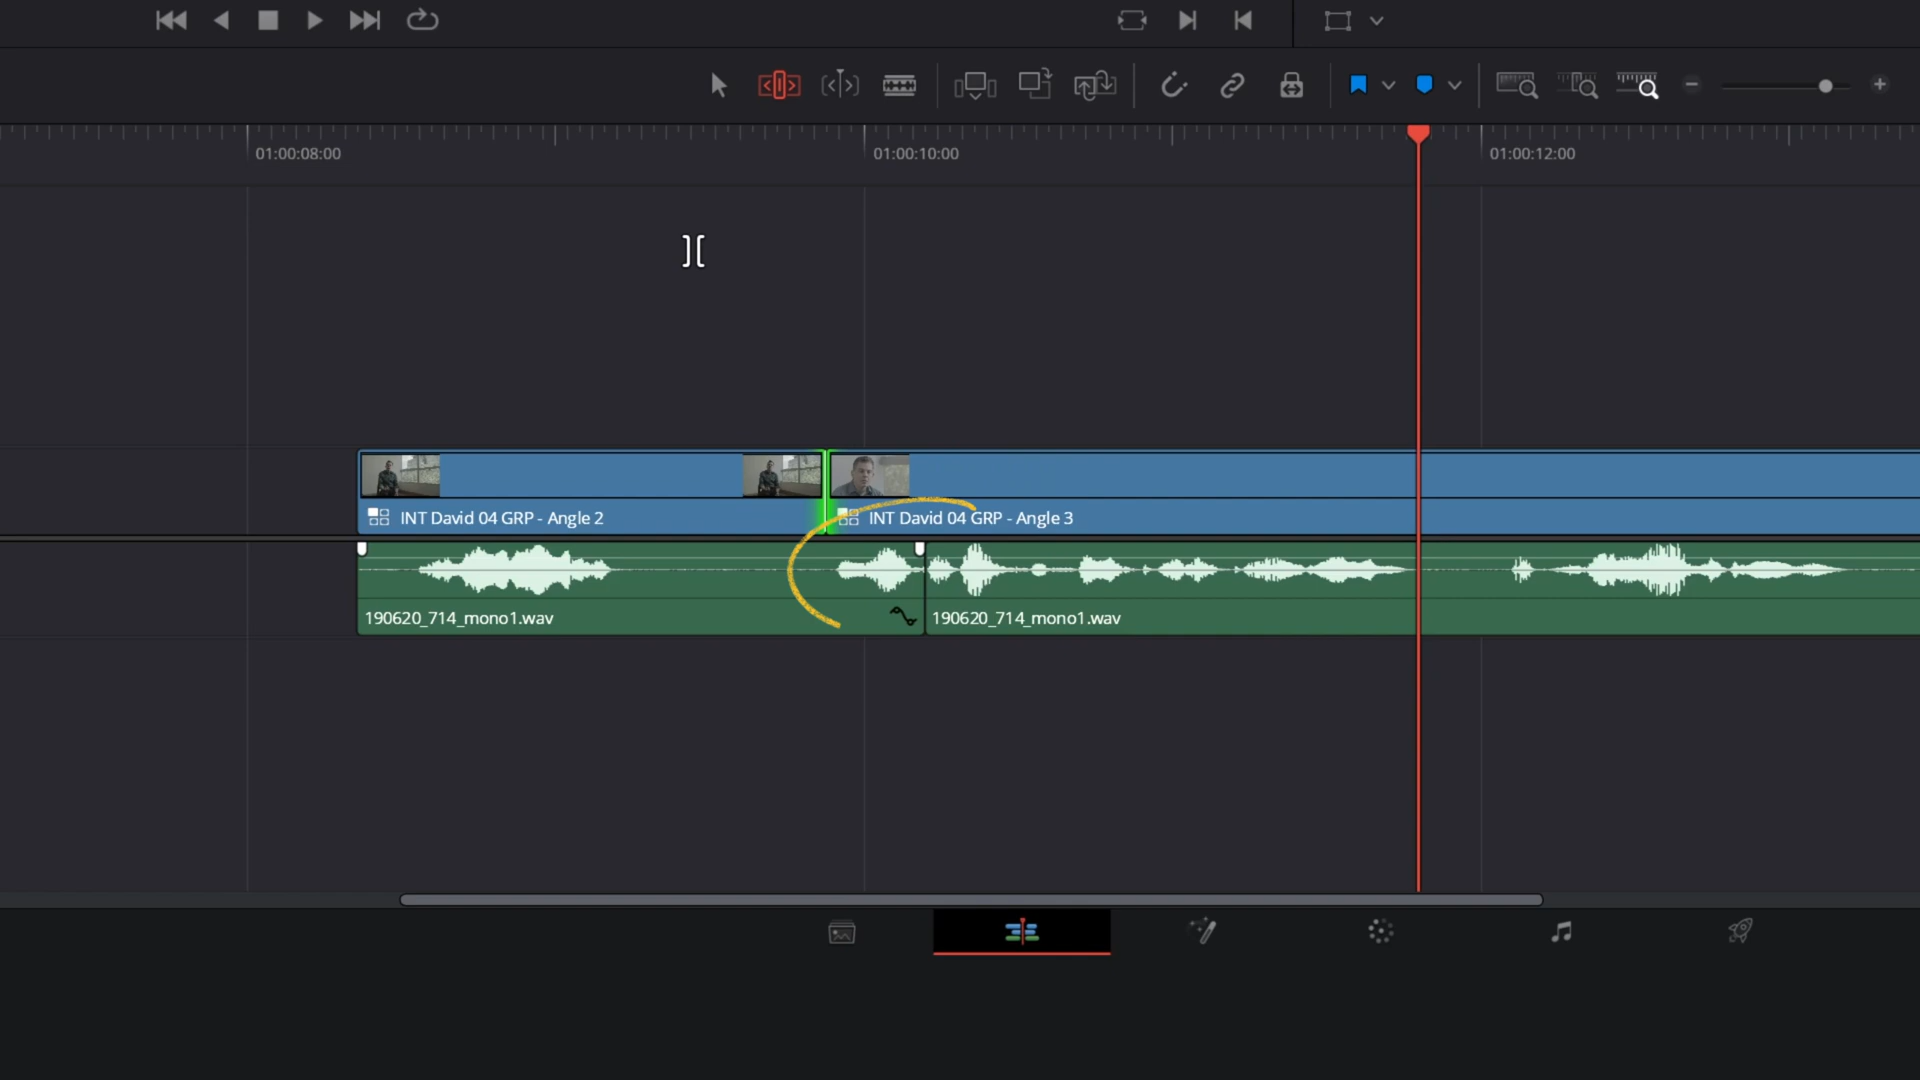 01:00:08:00
01:00:10:00
01:00:12:00
INT David 04 GRP - Angle 2
INT David 04 GRP - Angle 3
190620_714_mono1.wav
190620_714_mono1.wav